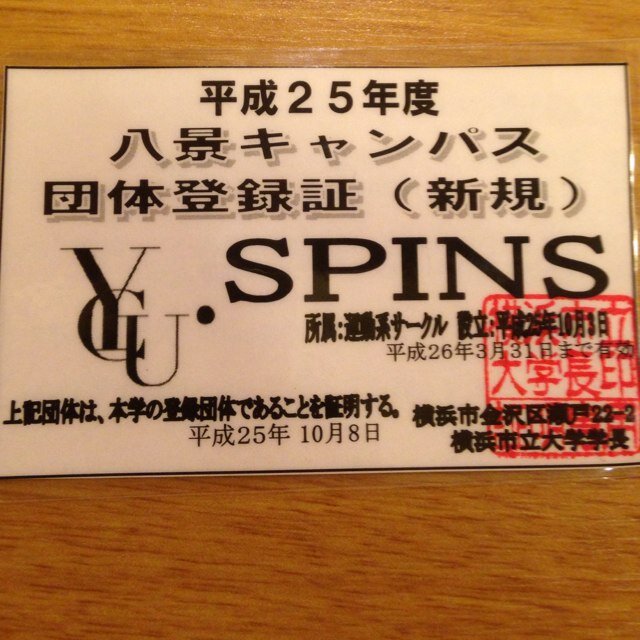 平成25年度
八景キャンパス
団体登録証（新規）
YCU・SPINS
所属：運動系サークル 設立：平成25年10月3日
平成26年3月31日まで有効
上記団体は、本学の登録団体であることを証明する。
平成25年 10月8日
横浜市金沢区瀬戸22-2
横浜市立大学学長
横浜市立
大学長印